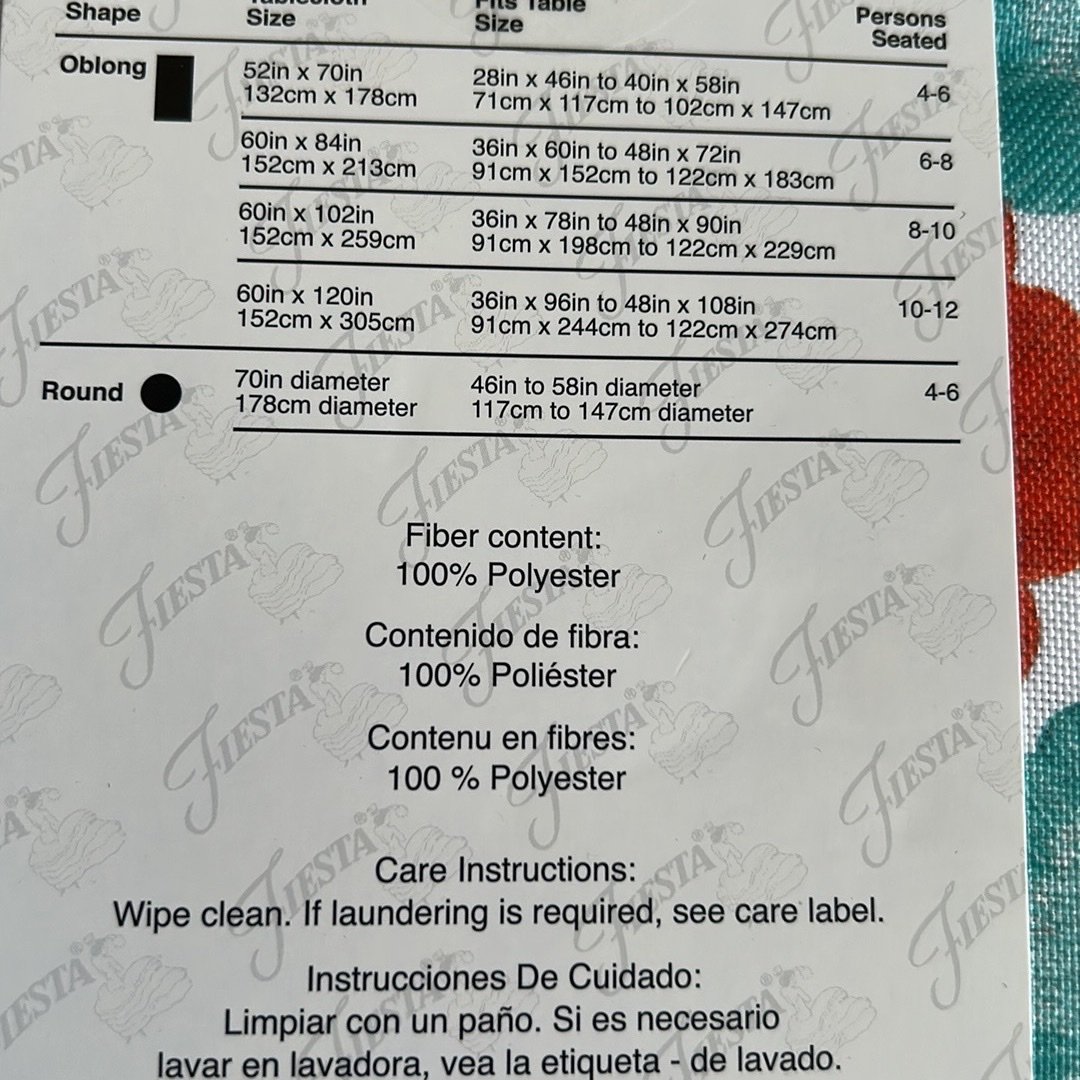 Shape
Tablecloth
Size
Fits Table
Size
Persons
Seated
Oblong
52in x 70in
132cm x 178cm
28in x 46in to 40in x 58in
71cm x 117cm to 102cm x 147cm
4-6
60in x 84in
152cm x 213cm
36in x 60in to 48in x 72in
91cm x 152cm to 122cm x 183cm
6-8
60in x 102in
152cm x 259cm
36in x 78in to 48in x 90in
91cm x 198cm to 122cm x 229cm
8-10
60in x 120in
152cm x 305cm
36in x 96in to 48in x 108in
91cm x 244cm to 122cm x 274cm
10-12
Round
70in diameter
178cm diameter
46in to 58in diameter
117cm to 147cm diameter
4-6
Fiber content:
100% Polyester
Contenido de fibra:
100% Poliéster
Contenu en fibres:
100 % Polyester
Care Instructions:
Wipe clean. If laundering is required, see care label.
Instrucciones De Cuidado:
Limpiar con un paño. Si es necesario
lavar en lavadora, vea la etiqueta - de lavado.
FIESTA®